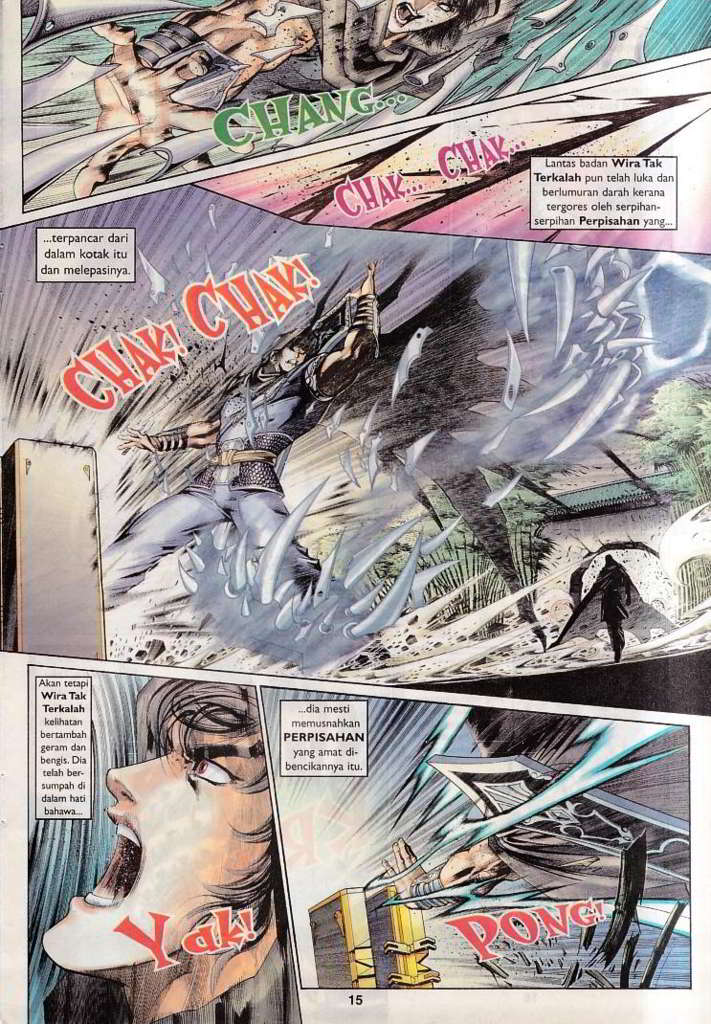 CHANG...
CHAK... CHAK...
Lantas badan Wira Tak
Terkalah pun telah luka dan
berlumuran darah kerana
tergores oleh serpihan-
serpihan Perpisahan yang...
...terpancar dari
dalam kotak itu
dan melepasinya.
CHAK! CHAK!
Akan tetapi
Wira Tak
Terkalah
kelihatan
bertambah
geram dan
bengis. Dia
telah ber-
sumpah di
dalam hati
bahawa...
YAK!
...dia mesti
memusnahkan
PERPISAHAN
yang amat di-
bencikannya itu.
PONG!
15